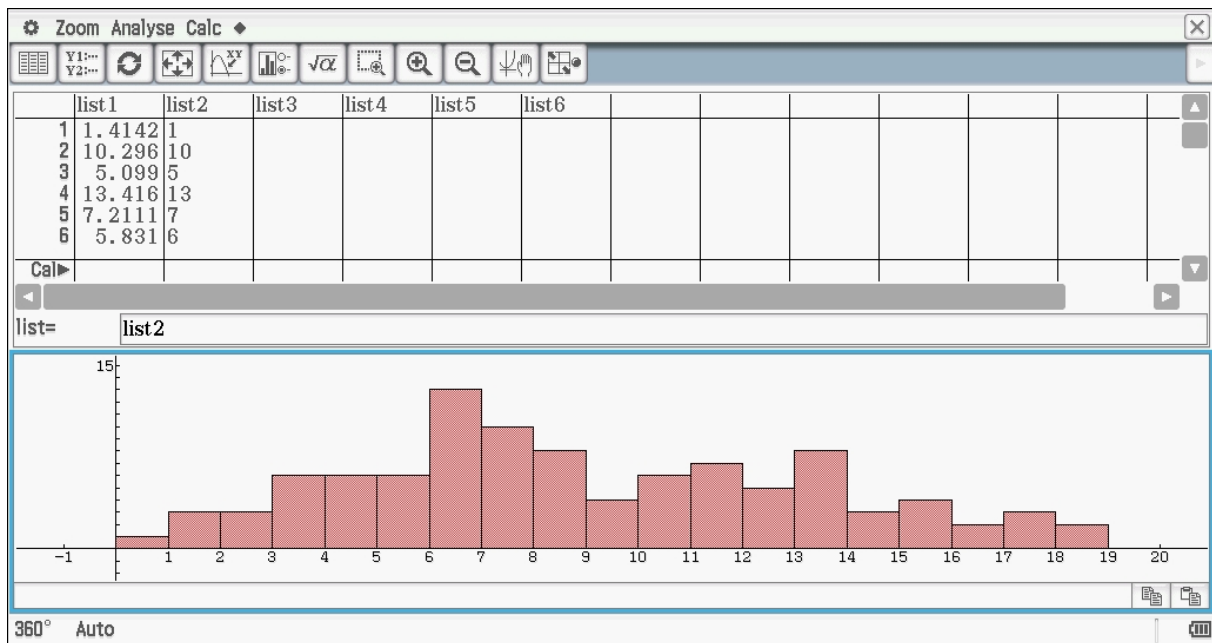 Zoom Analyse Calc ◆
Y1:···
Y2:···
XY
√α
list1 list2 list3 list4 list5 list6
1 1.4142 1
2 10.296 10
3 5.099 5
4 13.416 13
5 7.2111 7
6 5.831 6
Cal▶
list= list2
15
-1 1 2 3 4 5 6 7 8 9 10 11 12 13 14 15 16 17 18 19 20
360° Auto